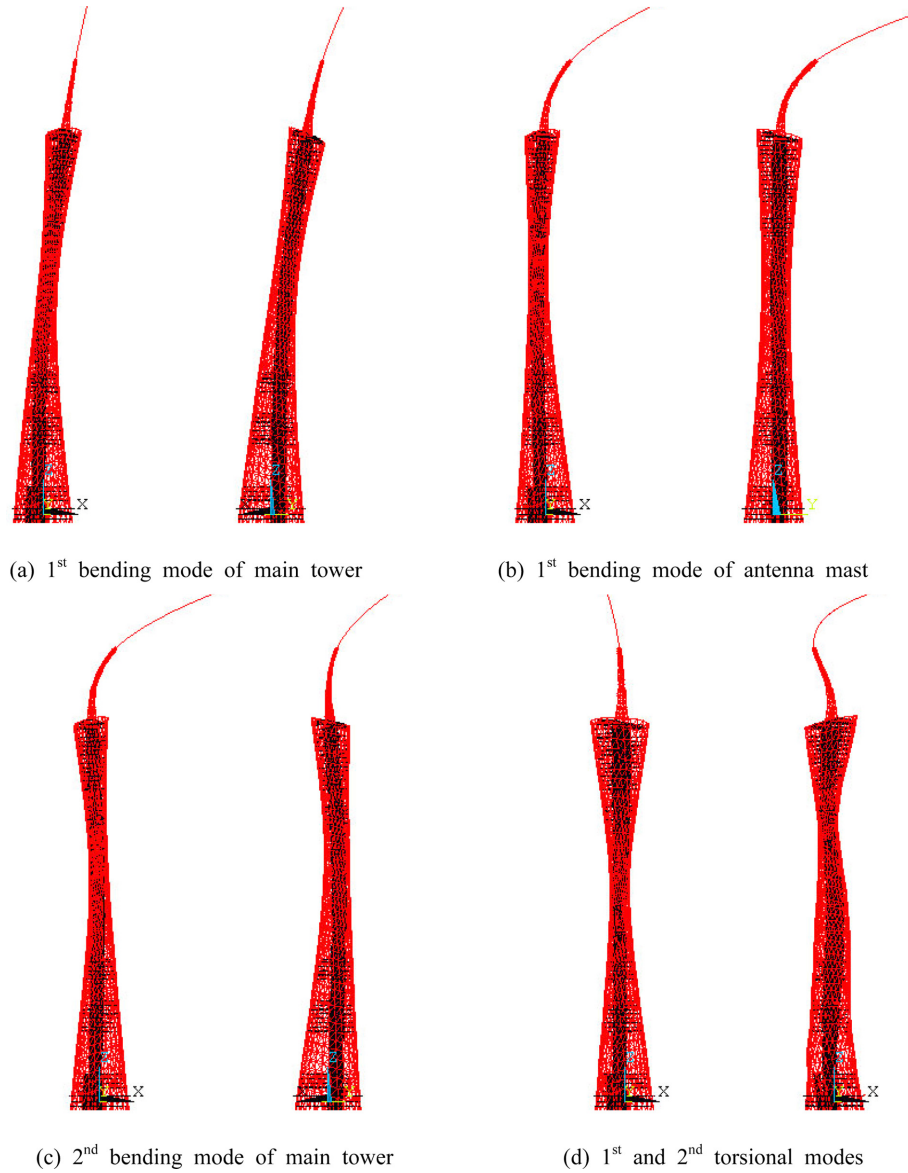 Z
X
Z
Y
(a) 1st bending mode of main tower
Z
X
Z
Y
(b) 1st bending mode of antenna mast
Z
X
Z
(c) 2nd bending mode of main tower
X
X
(d) 1st and 2nd torsional modes